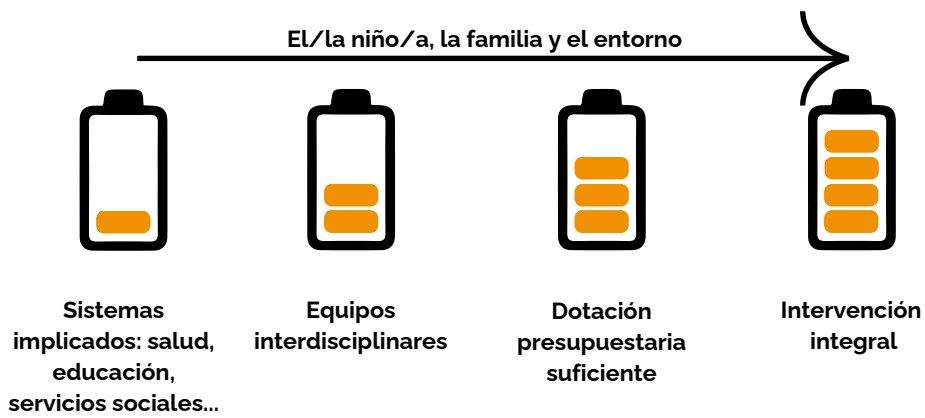 El/la niño/a, la familia y el entorno
Sistemas
implicados: salud,
educación,
servicios sociales...
Equipos
interdisciplinares
Dotación
presupuestaria
suficiente
Intervención
integral